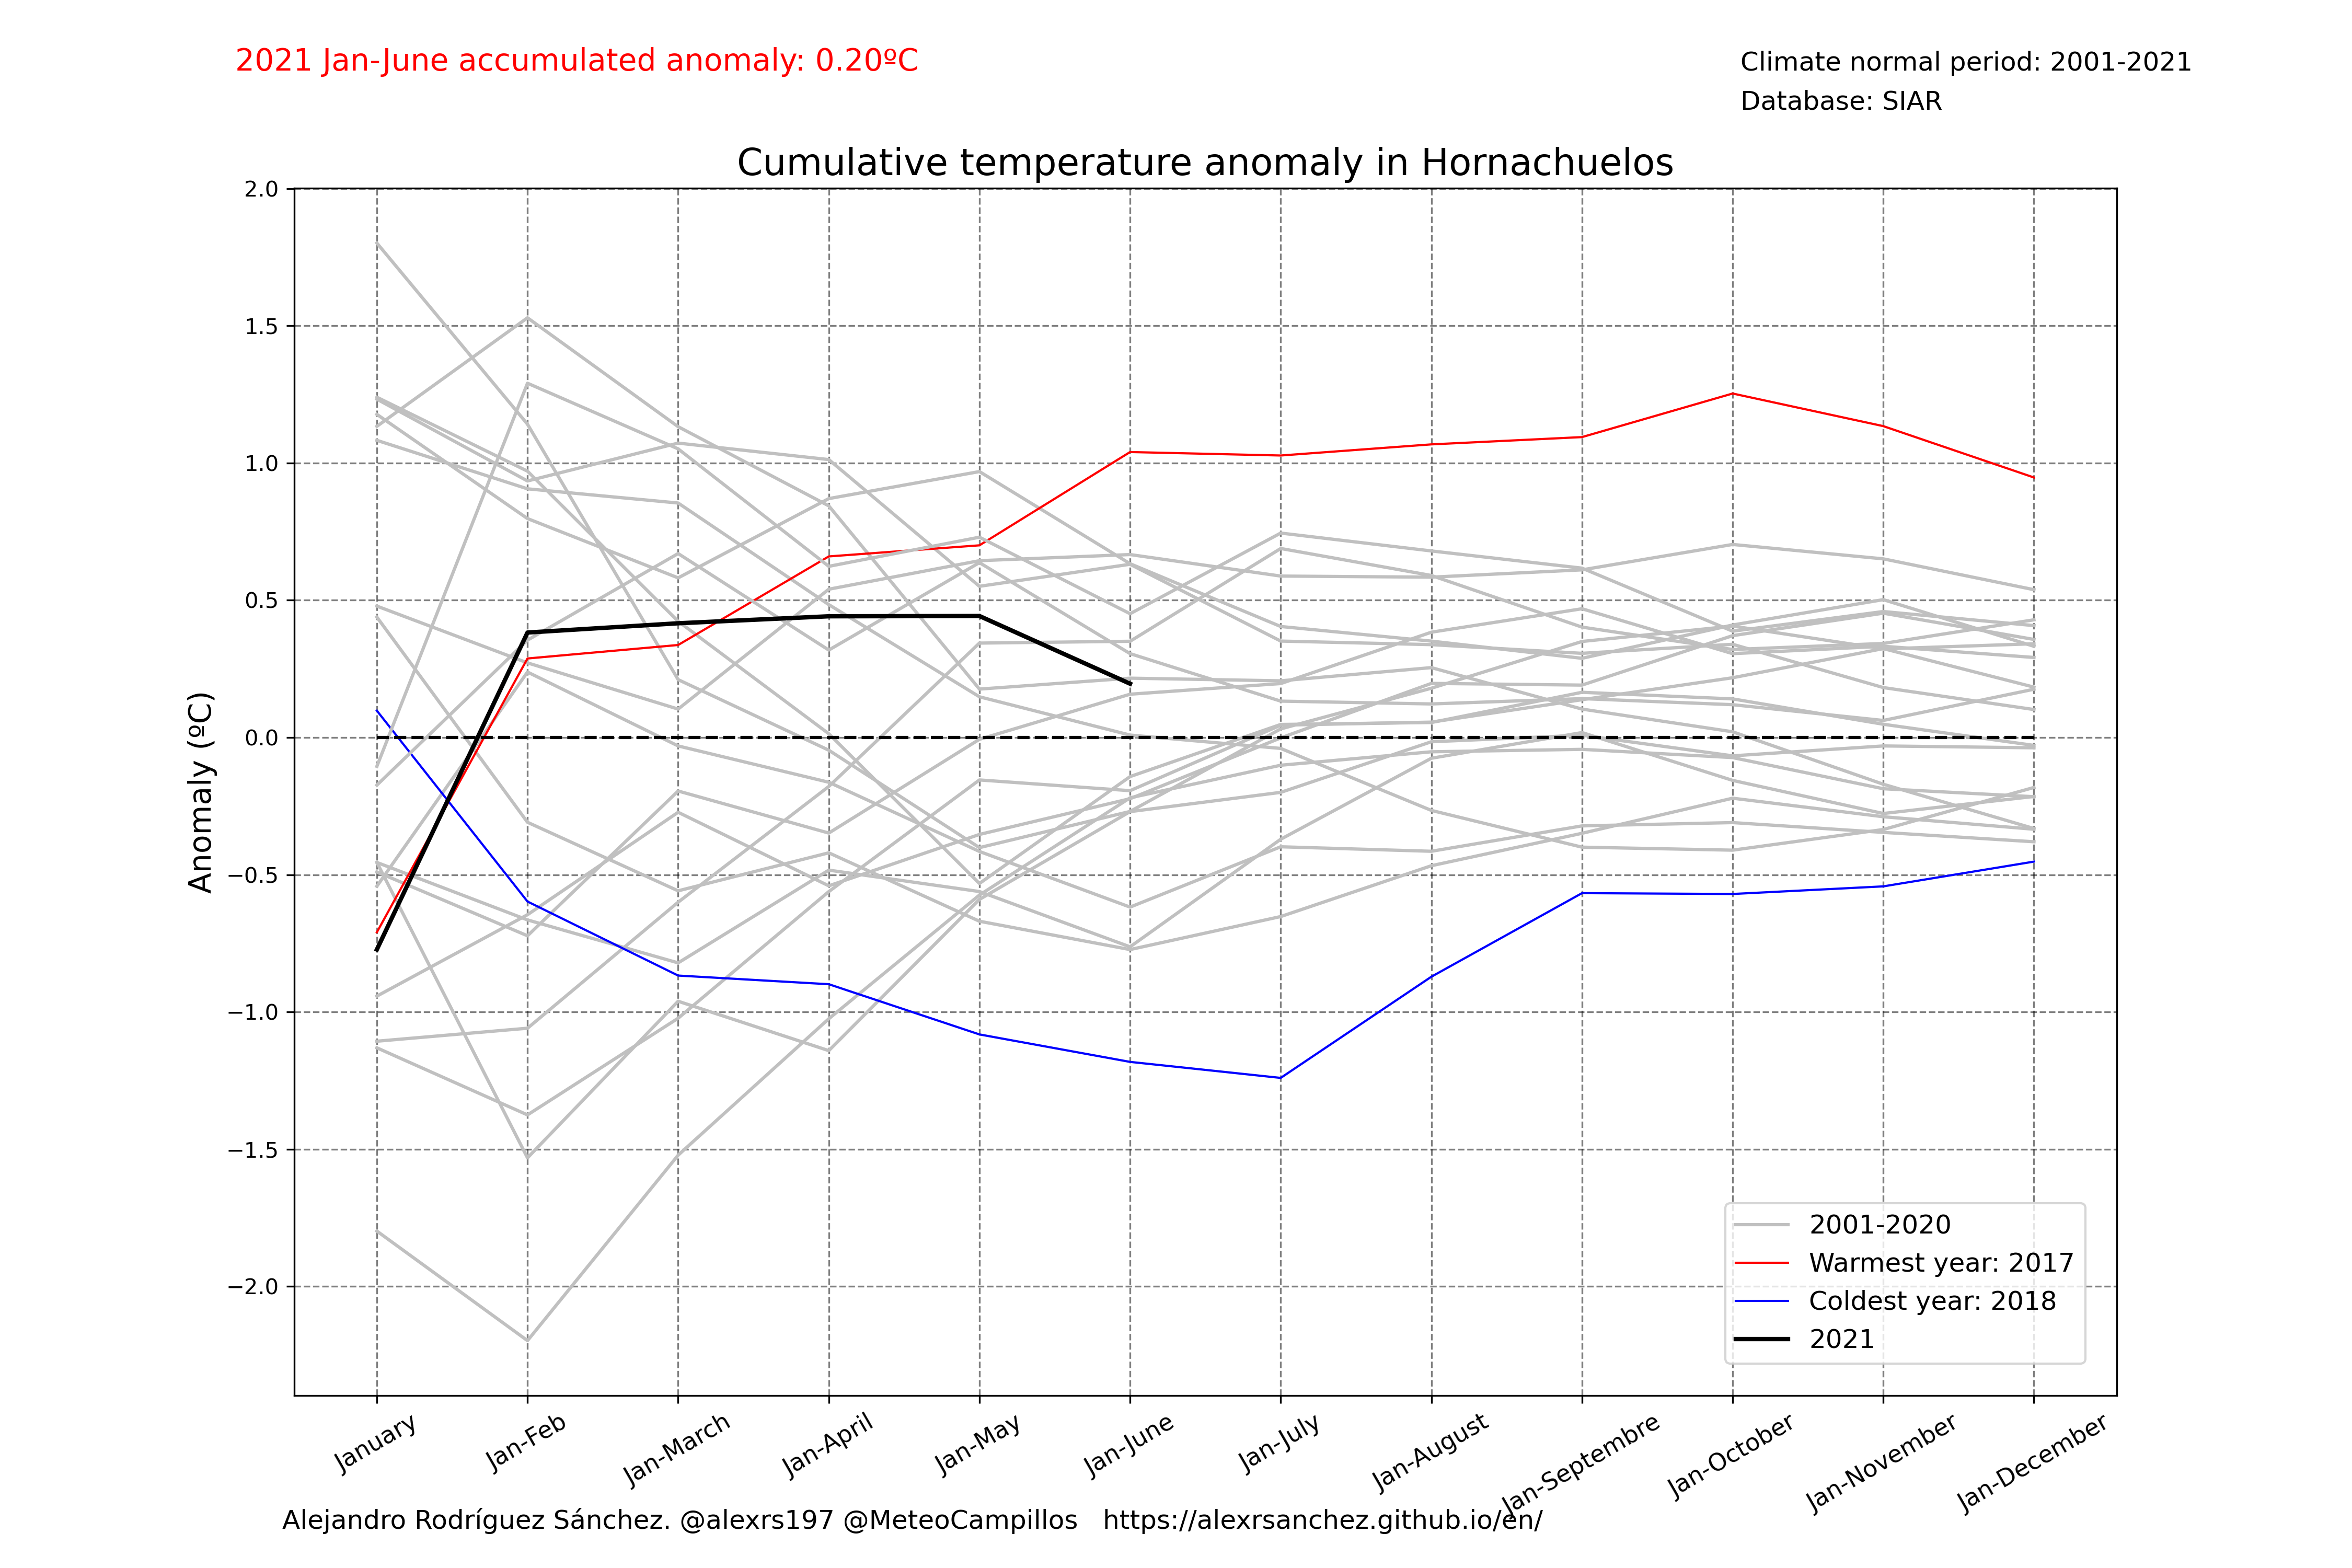 2021 Jan-June accumulated anomaly: 0.20ºC
Climate normal period: 2001-2021
Database: SIAR
Cumulative temperature anomaly in Hornachuelos
Anomaly (ºC)
2.0
1.5
1.0
0.5
0.0
−0.5
−1.0
−1.5
−2.0
2001-2020
Warmest year: 2017
Coldest year: 2018
2021
January
Jan-Feb
Jan-March
Jan-April
Jan-May
Jan-June
Jan-July
Jan-August
Jan-Septembre
Jan-October
Jan-November
Jan-December
Alejandro Rodríguez Sánchez. @alexrs197 @MeteoCampillos https://alexrsanchez.github.io/en/